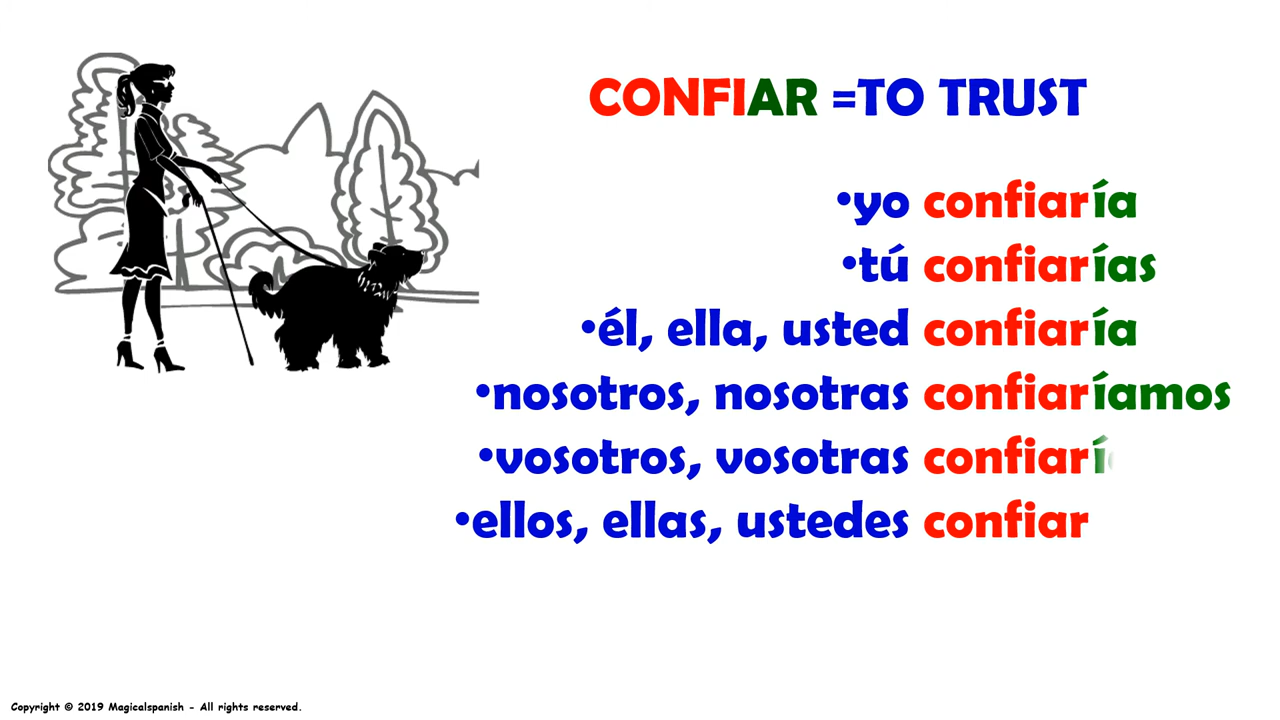 CONFIAR =TO TRUST
•yo confiaría
•tú confiarías
•él, ella, usted confiaría
•nosotros, nosotras confiaríamos
•vosotros, vosotras confiarí
•ellos, ellas, ustedes confiar
Copyright © 2019 Magicalspanish - All rights reserved.